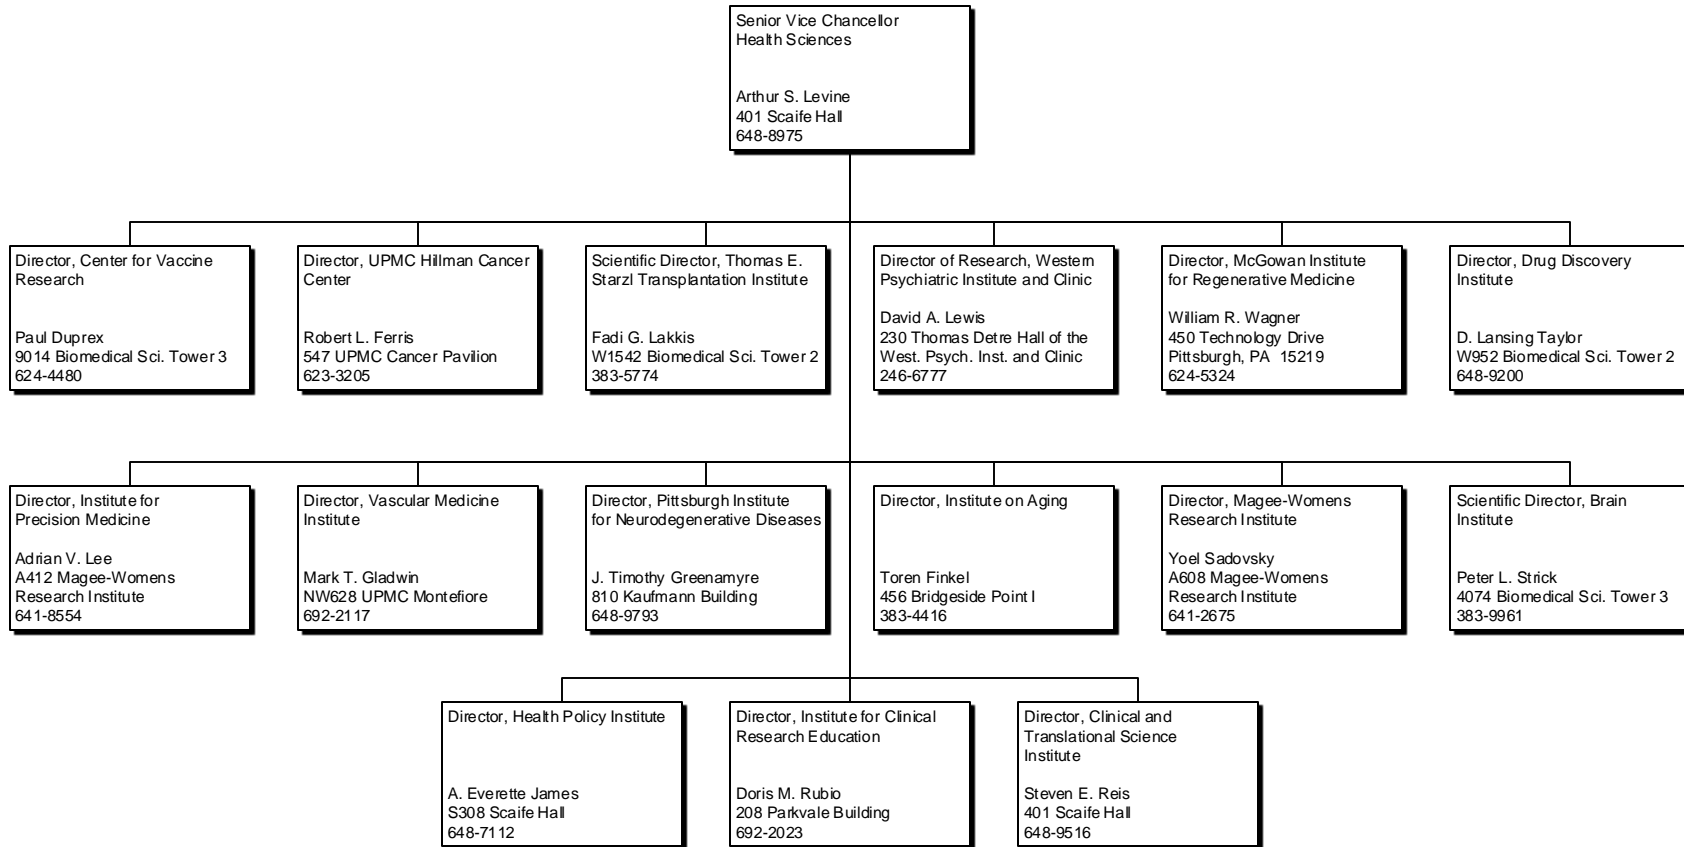 Senior Vice Chancellor
Health Sciences
Arthur S. Levine
401 Scaife Hall
648-8975
Director, Center for Vaccine
Research
Paul Duprex
9014 Biomedical Sci. Tower 3
624-4480
Director, UPMC Hillman Cancer
Center
Robert L. Ferris
547 UPMC Cancer Pavilion
623-3205
Scientific Director, Thomas E.
Starzl Transplantation Institute
Fadi G. Lakkis
W1542 Biomedical Sci. Tower 2
383-5774
Director of Research, Western
Psychiatric Institute and Clinic
David A. Lewis
230 Thomas Detre Hall of the
West. Psych. Inst. and Clinic
246-6777
Director, McGowan Institute
for Regenerative Medicine
William R. Wagner
450 Technology Drive
Pittsburgh, PA 15219
624-5324
Director, Drug Discovery
Institute
D. Lansing Taylor
W952 Biomedical Sci. Tower 2
648-9200
Director, Institute for
Precision Medicine
Adrian V. Lee
A412 Magee-Womens
Research Institute
641-8554
Director, Vascular Medicine
Institute
Mark T. Gladwin
NW628 UPMC Montefiore
692-2117
Director, Pittsburgh Institute
for Neurodegenerative Diseases
J. Timothy Greenamyre
810 Kaufmann Building
648-9793
Director, Institute on Aging
Toren Finkel
456 Bridgeside Point I
383-4416
Director, Magee-Womens
Research Institute
Yoel Sadovsky
A608 Magee-Womens
Research Institute
641-2675
Scientific Director, Brain
Institute
Peter L. Strick
4074 Biomedical Sci. Tower 3
383-9961
Director, Health Policy Institute
A. Everette James
S308 Scaife Hall
648-7112
Director, Institute for Clinical
Research Education
Doris M. Rubio
208 Parkvale Building
692-2023
Director, Clinical and
Translational Science
Institute
Steven E. Reis
401 Scaife Hall
648-9516